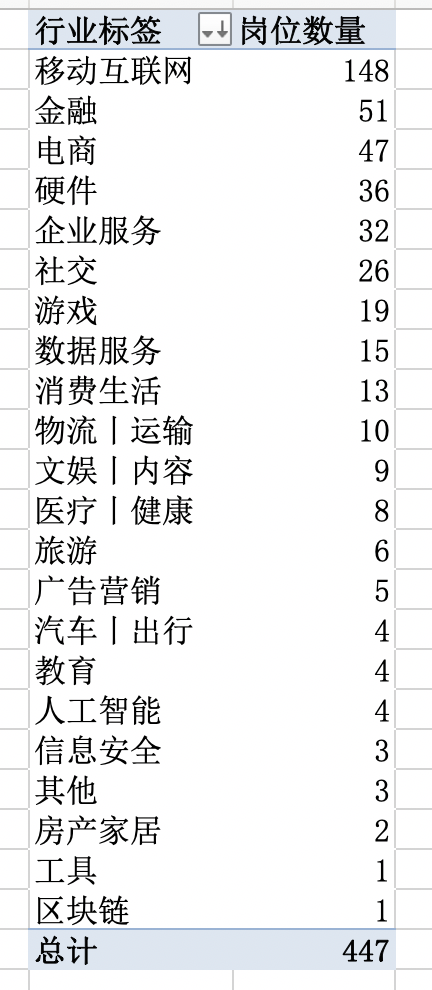 行业标签 岗位数量
移动互联网 148
金融 51
电商 47
硬件 36
企业服务 32
社交 26
游戏 19
数据服务 15
消费生活 13
物流丨运输 10
文娱丨内容 9
医疗丨健康 8
旅游 6
广告营销 5
汽车丨出行 4
教育 4
人工智能 4
信息安全 3
其他 3
房产家居 2
工具 1
区块链 1
总计 447